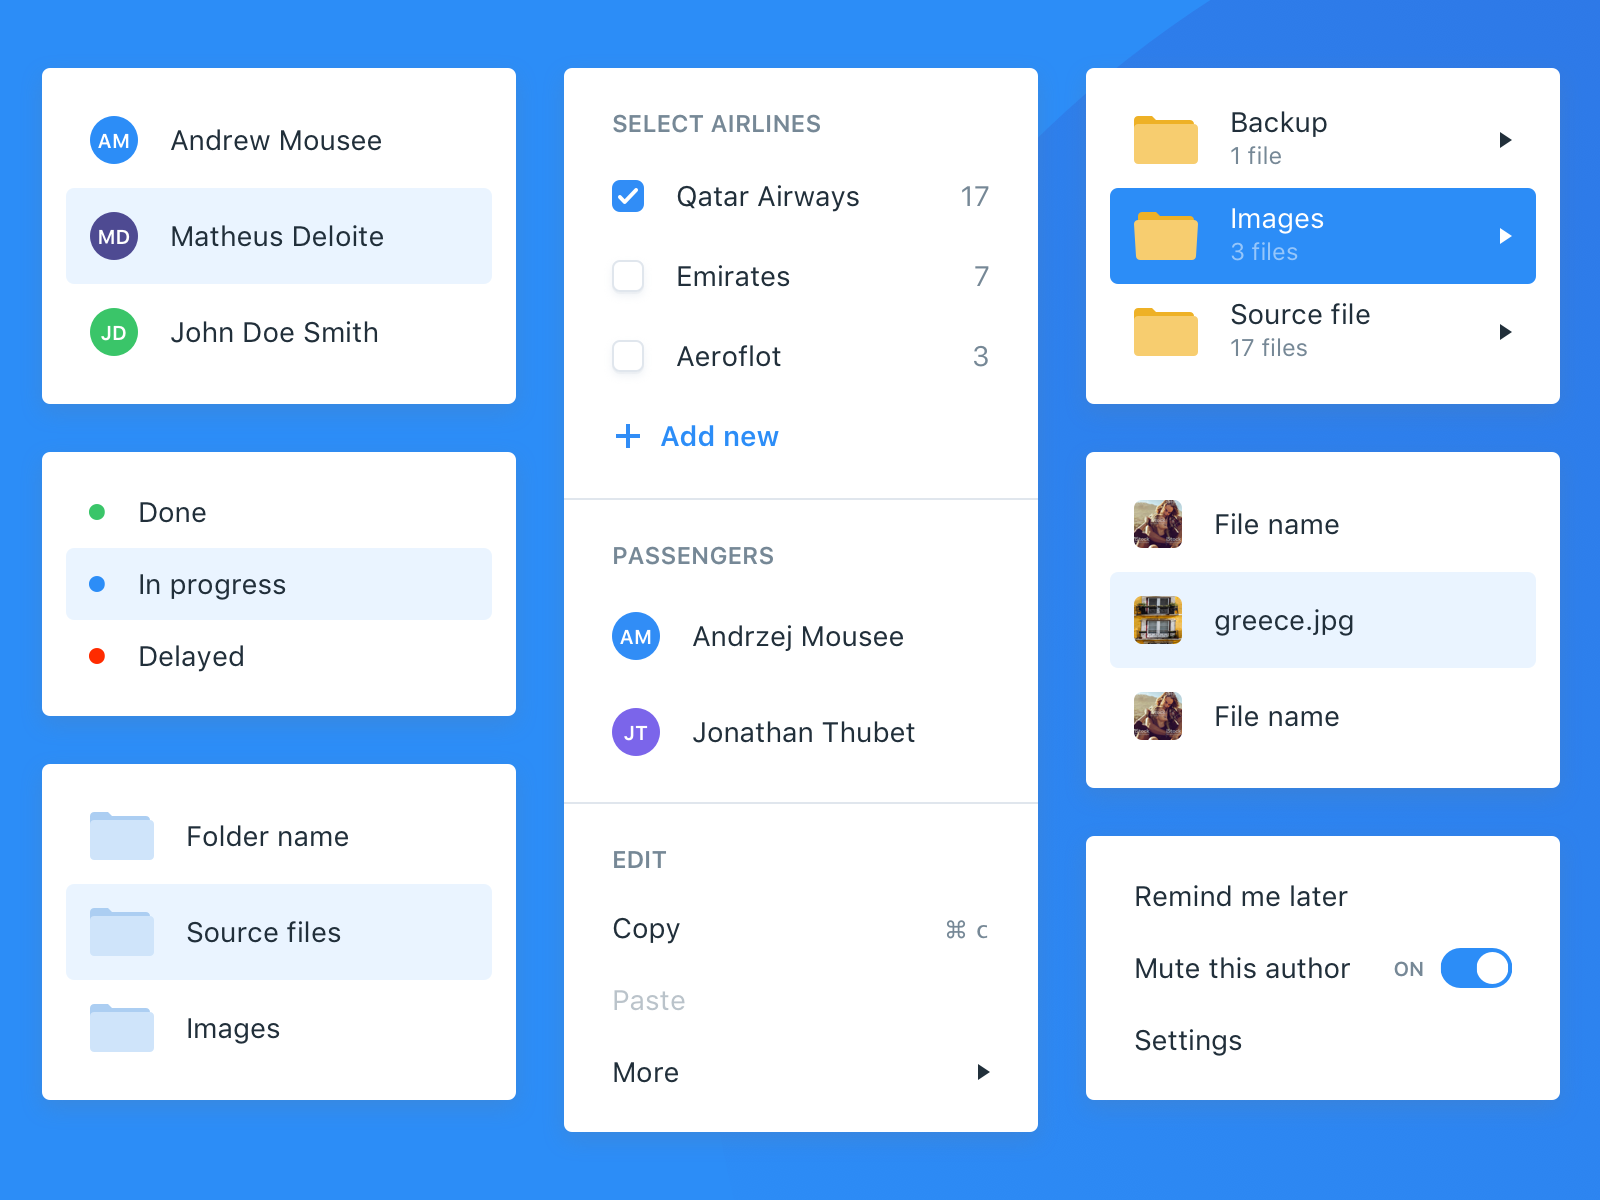 AM Andrew Mousee
MD Matheus Deloite
JD John Doe Smith
Done
In progress
Delayed
Folder name
Source files
Images
SELECT AIRLINES
Qatar Airways 17
Emirates 7
Aeroflot 3
+ Add new
PASSENGERS
AM Andrzej Mousee
JT Jonathan Thubet
EDIT
Copy ⌘ c
Paste
More
Backup
1 file
Images
3 files
Source file
17 files
File name
greece.jpg
File name
Remind me later
Mute this author ON
Settings